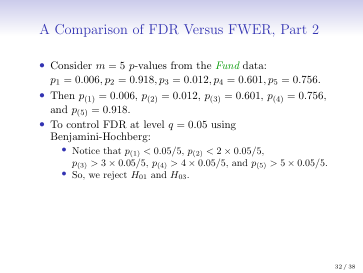 A Comparison of FDR Versus FWER, Part 2
• Consider m = 5 p-values from the Fund data:
p₁ = 0.006, p₂ = 0.918, p₃ = 0.012, p₄ = 0.601, p₅ = 0.756.
• Then p₍₁₎ = 0.006, p₍₂₎ = 0.012, p₍₃₎ = 0.601, p₍₄₎ = 0.756,
and p₍₅₎ = 0.918.
• To control FDR at level q = 0.05 using
Benjamini-Hochberg:
• Notice that p₍₁₎ < 0.05/5, p₍₂₎ < 2 × 0.05/5,
p₍₃₎ > 3 × 0.05/5, p₍₄₎ > 4 × 0.05/5, and p₍₅₎ > 5 × 0.05/5.
• So, we reject H₀₁ and H₀₃.
32 / 38